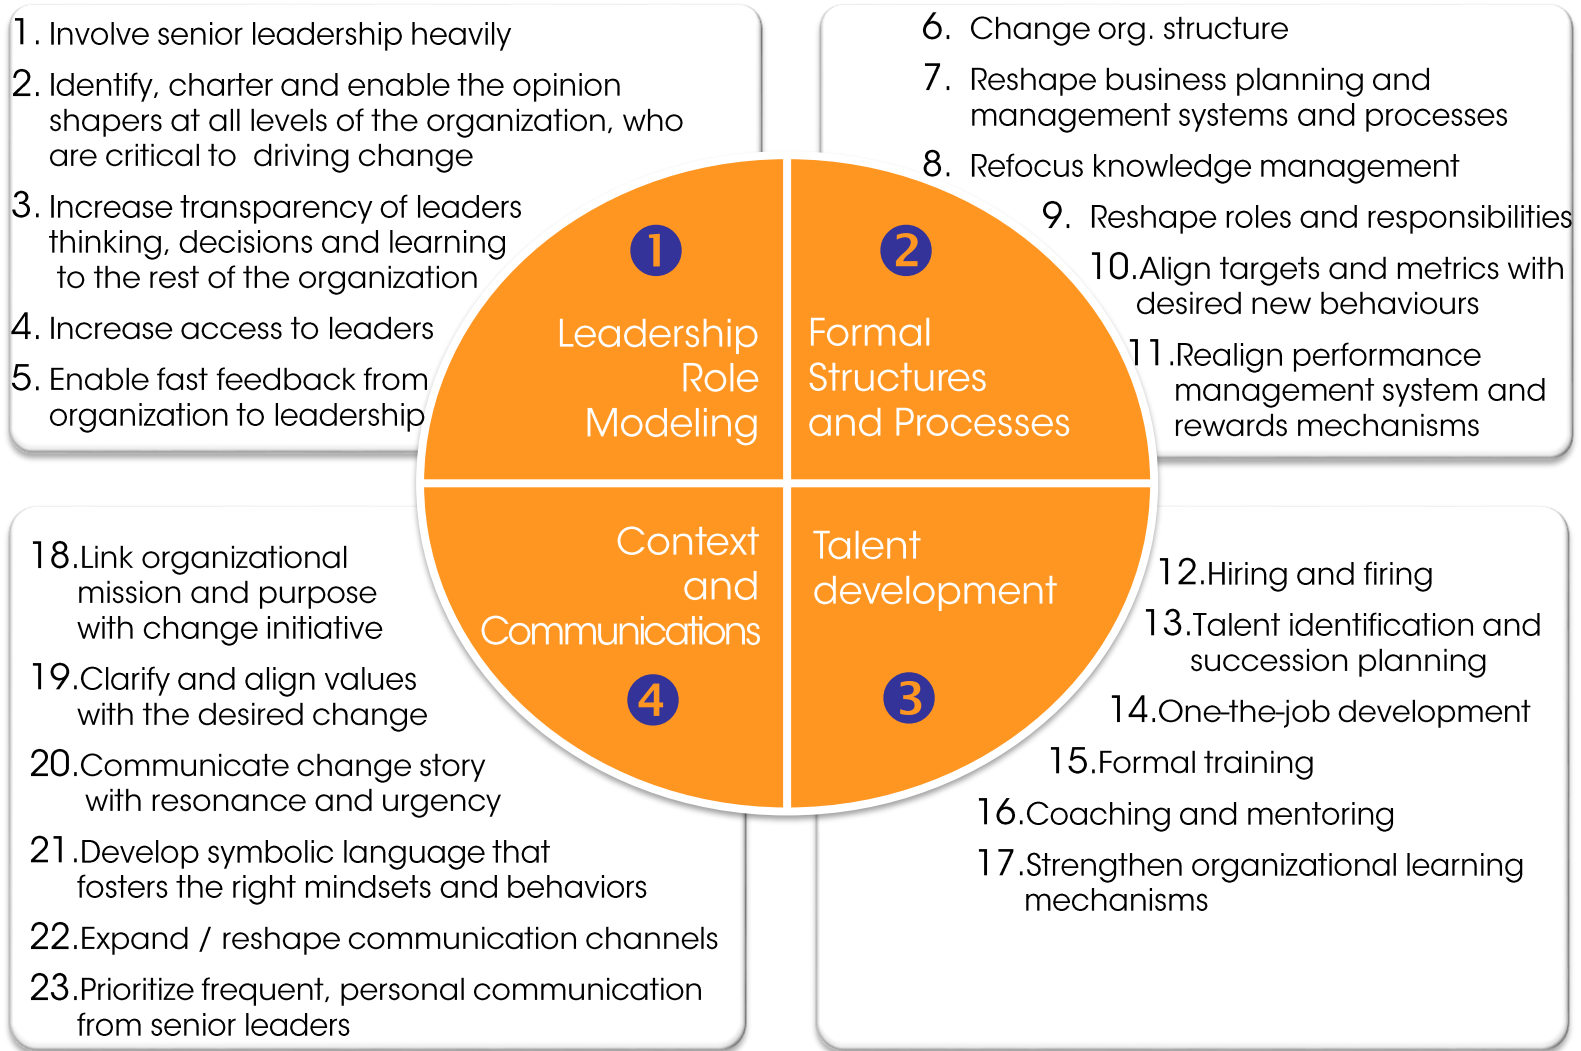 1. Involve senior leadership heavily
2. Identify, charter and enable the opinion
shapers at all levels of the organization, who
are critical to driving change
3. Increase transparency of leaders
thinking, decisions and learning
to the rest of the organization
4. Increase access to leaders
5. Enable fast feedback from
organization to leadership
6. Change org. structure
7. Reshape business planning and
management systems and processes
8. Refocus knowledge management
9. Reshape roles and responsibilities
10.Align targets and metrics with
desired new behaviours
11.Realign performance
management system and
rewards mechanisms
1
Leadership
Role
Modeling
2
Formal
Structures
and Processes
Context
and
Communications
4
Talent
development
3
18.Link organizational
mission and purpose
with change initiative
19.Clarify and align values
with the desired change
20.Communicate change story
with resonance and urgency
21.Develop symbolic language that
fosters the right mindsets and behaviors
22.Expand / reshape communication channels
23.Prioritize frequent, personal communication
from senior leaders
12.Hiring and firing
13.Talent identification and
succession planning
14.One-the-job development
15.Formal training
16.Coaching and mentoring
17.Strengthen organizational learning
mechanisms